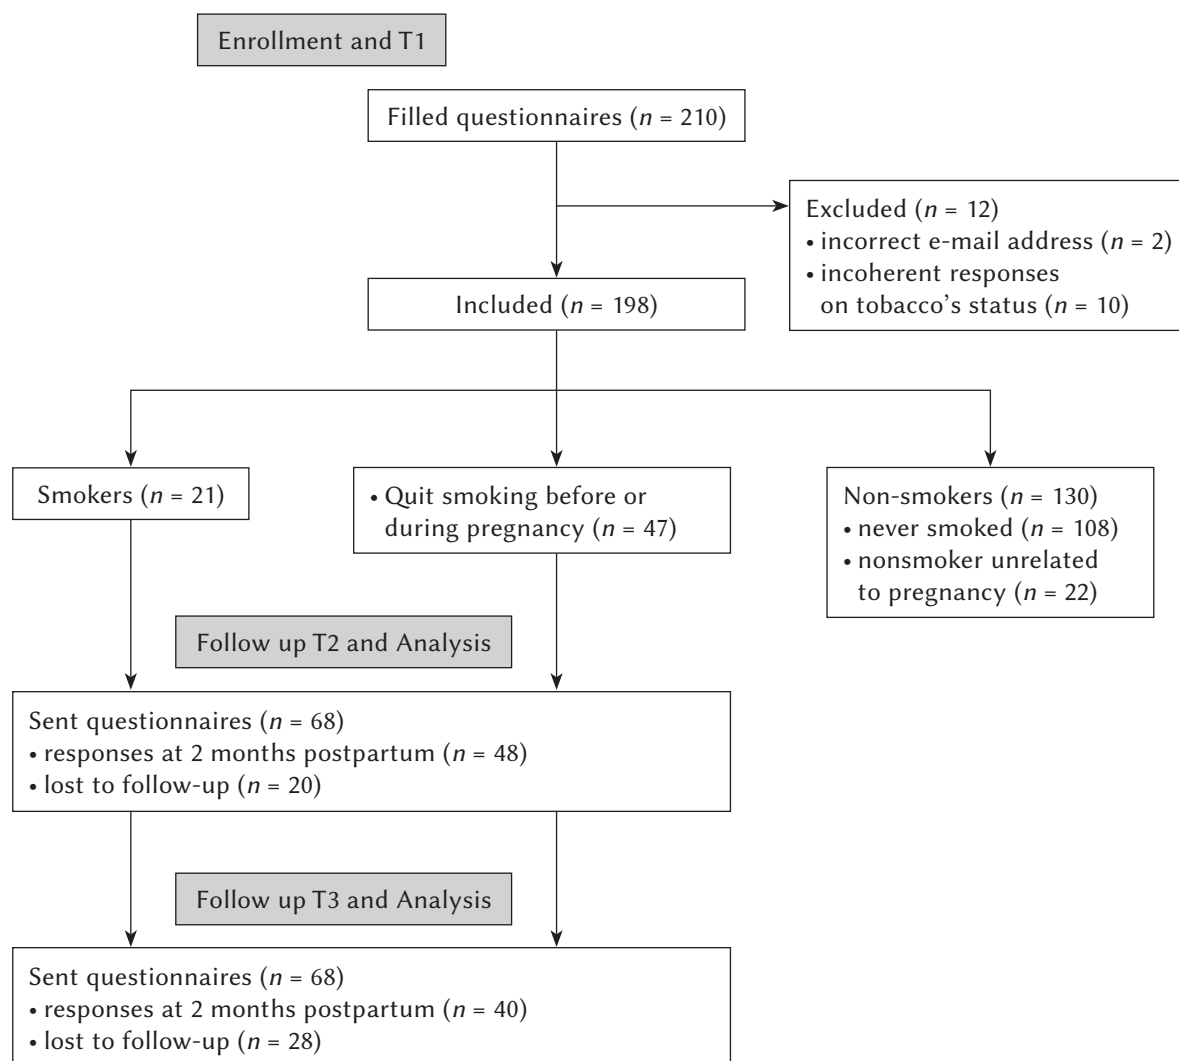 Enrollment and T1
Filled questionnaires (n = 210)
Excluded (n = 12)
• incorrect e-mail address (n = 2)
• incoherent responses
on tobacco's status (n = 10)
Included (n = 198)
Smokers (n = 21)
• Quit smoking before or
during pregnancy (n = 47)
Non-smokers (n = 130)
• never smoked (n = 108)
• nonsmoker unrelated
to pregnancy (n = 22)
Follow up T2 and Analysis
Sent questionnaires (n = 68)
• responses at 2 months postpartum (n = 48)
• lost to follow-up (n = 20)
Follow up T3 and Analysis
Sent questionnaires (n = 68)
• responses at 2 months postpartum (n = 40)
• lost to follow-up (n = 28)